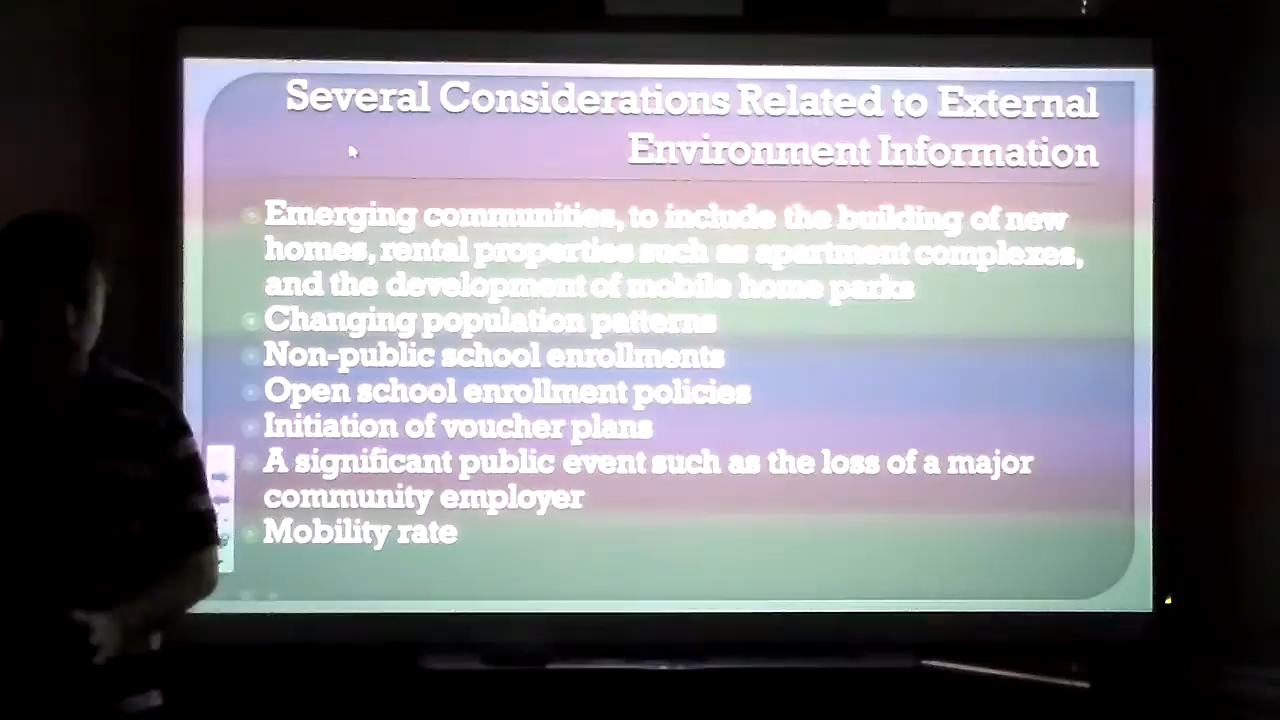 Several Considerations Related to External
Environment Information
Emerging communities, to include the building of new
homes, rental properties such as apartment complexes,
and the development of mobile home parks
Changing population patterns
Non-public school enrollments
Open school enrollment policies
Initiation of voucher plans
A significant public event such as the loss of a major
community employer
Mobility rate